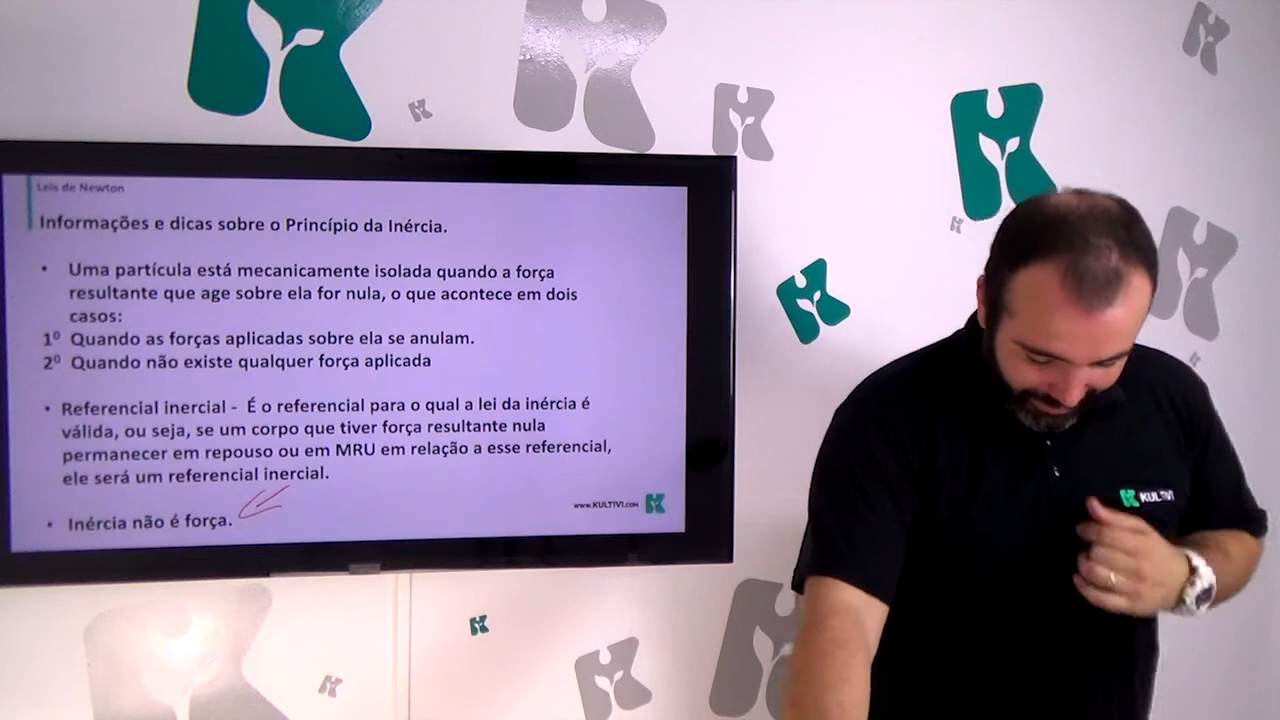 Leis de Newton
Informações e dicas sobre o Princípio da Inércia.
• Uma partícula está mecanicamente isolada quando a força
resultante que age sobre ela for nula, o que acontece em dois
casos:
1º Quando as forças aplicadas sobre ela se anulam.
2º Quando não existe qualquer força aplicada
• Referencial inercial - É o referencial para o qual a lei da inércia é
válida, ou seja, se um corpo que tiver força resultante nula
permanecer em repouso ou em MRU em relação a esse referencial,
ele será um referencial inercial.
• Inércia não é força.
www.KULTIVI.com
KULTIVI